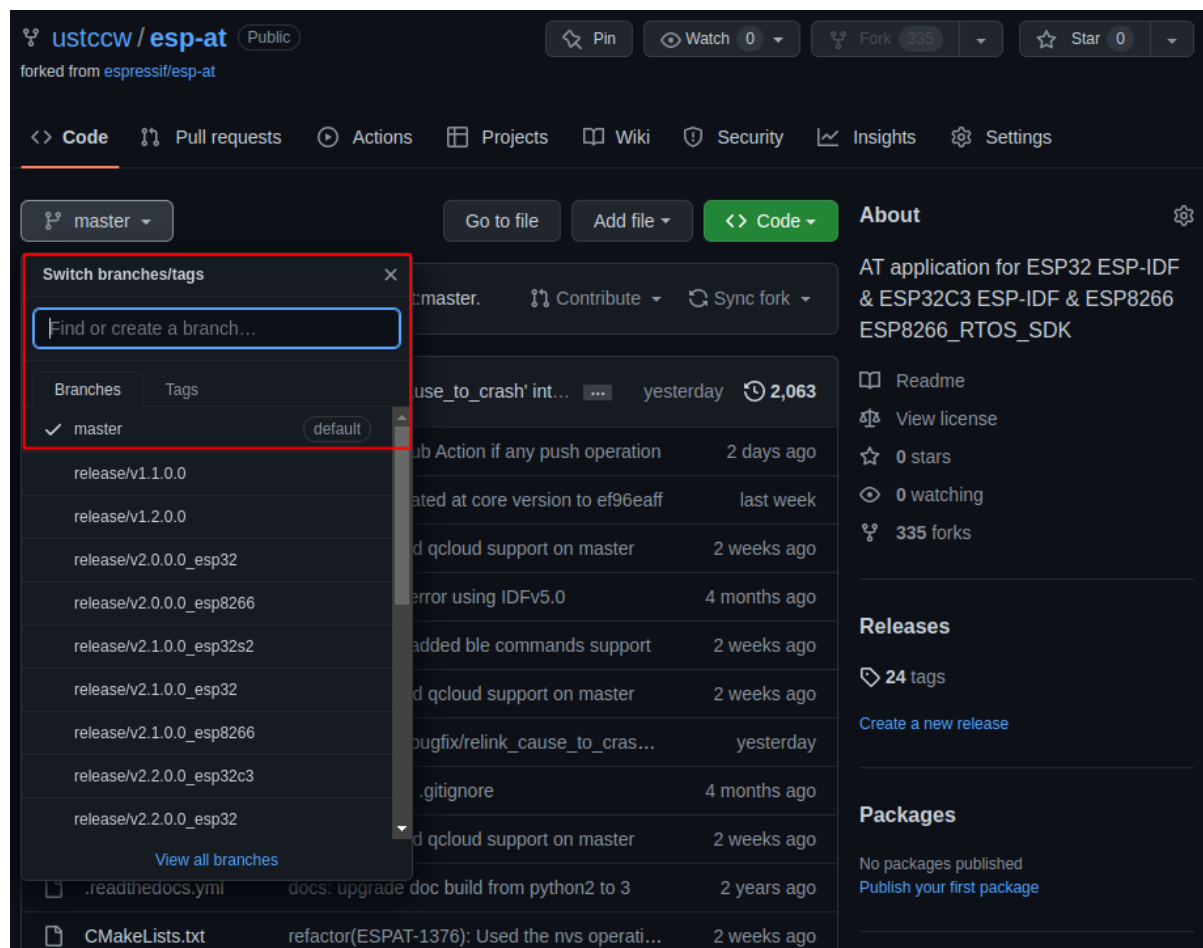 ustccw / esp-at Public Pin Watch 0 Fork 335 Star 0
forked from espressif/esp-at
<> Code Pull requests Actions Projects Wiki Security Insights Settings
master Go to file Add file <> Code
Switch branches/tags
Find or create a branch…
Branches Tags
master default
release/v1.1.0.0
release/v1.2.0.0
release/v2.0.0.0_esp32
release/v2.0.0.0_esp8266
release/v2.1.0.0_esp32s2
release/v2.1.0.0_esp32
release/v2.1.0.0_esp8266
release/v2.2.0.0_esp32c3
release/v2.2.0.0_esp32
View all branches
:master. Contribute Sync fork
use_to_crash' int… ... yesterday 2,063
ub Action if any push operation 2 days ago
ated at core version to ef96eaff last week
d qcloud support on master 2 weeks ago
error using IDFv5.0 4 months ago
added ble commands support 2 weeks ago
d qcloud support on master 2 weeks ago
bugfix/relink_cause_to_cras… yesterday
.gitignore 4 months ago
d qcloud support on master 2 weeks ago
.readthedocs.yml docs: upgrade doc build from python2 to 3 2 years ago
CMakeLists.txt refactor(ESPAT-1376): Used the nvs operati… 2 weeks ago
About
AT application for ESP32 ESP-IDF
& ESP32C3 ESP-IDF & ESP8266
ESP8266_RTOS_SDK
Readme
View license
0 stars
0 watching
335 forks
Releases
24 tags
Create a new release
Packages
No packages published
Publish your first package